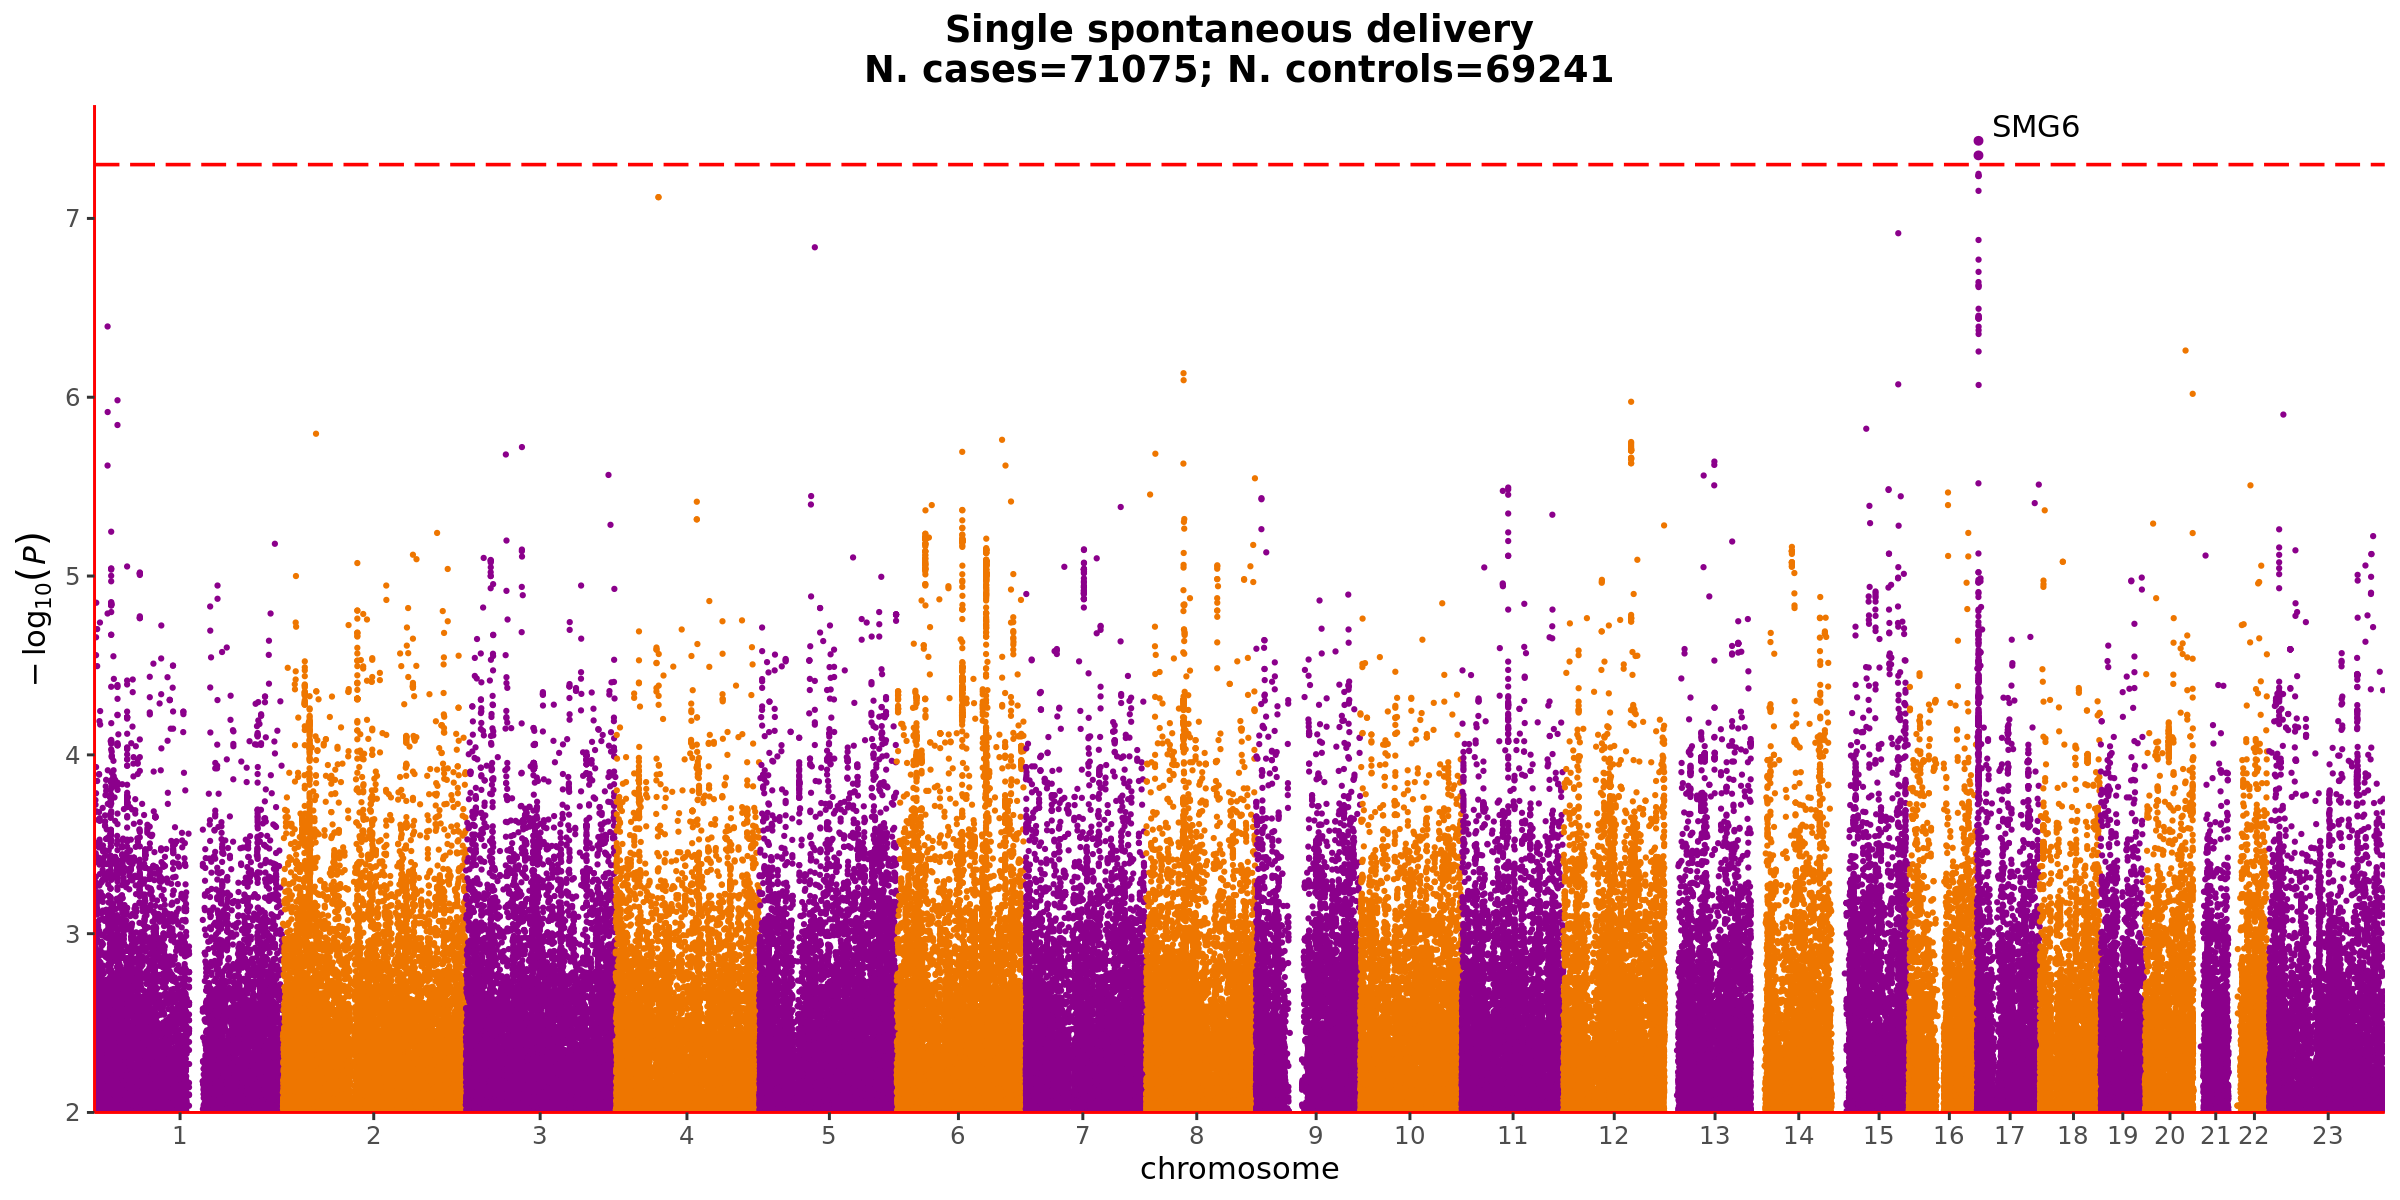 Single spontaneous delivery
N. cases=71075; N. controls=69241
SMG6
7
6
5
4
3
2
−log10(P)
1 2 3 4 5 6 7 8 9 10 11 12 13 14 15 16 17 18 19 20 21 22 23
chromosome